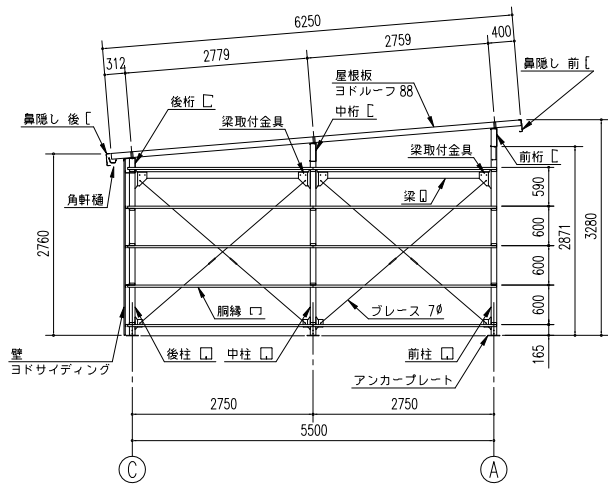 6250
2779
2759
312
400
鼻隠し 前
屋根板
ヨドルーフ 88
後桁
中桁
鼻隠し 後
梁取付金具
梁取付金具
前桁
角軒樋
梁
590
600
600
600
165
2760
2871
3280
胴縁
ブレース 7φ
後柱
中柱
前柱
壁
ヨドサイディング
アンカープレート
2750
2750
5500
C
A